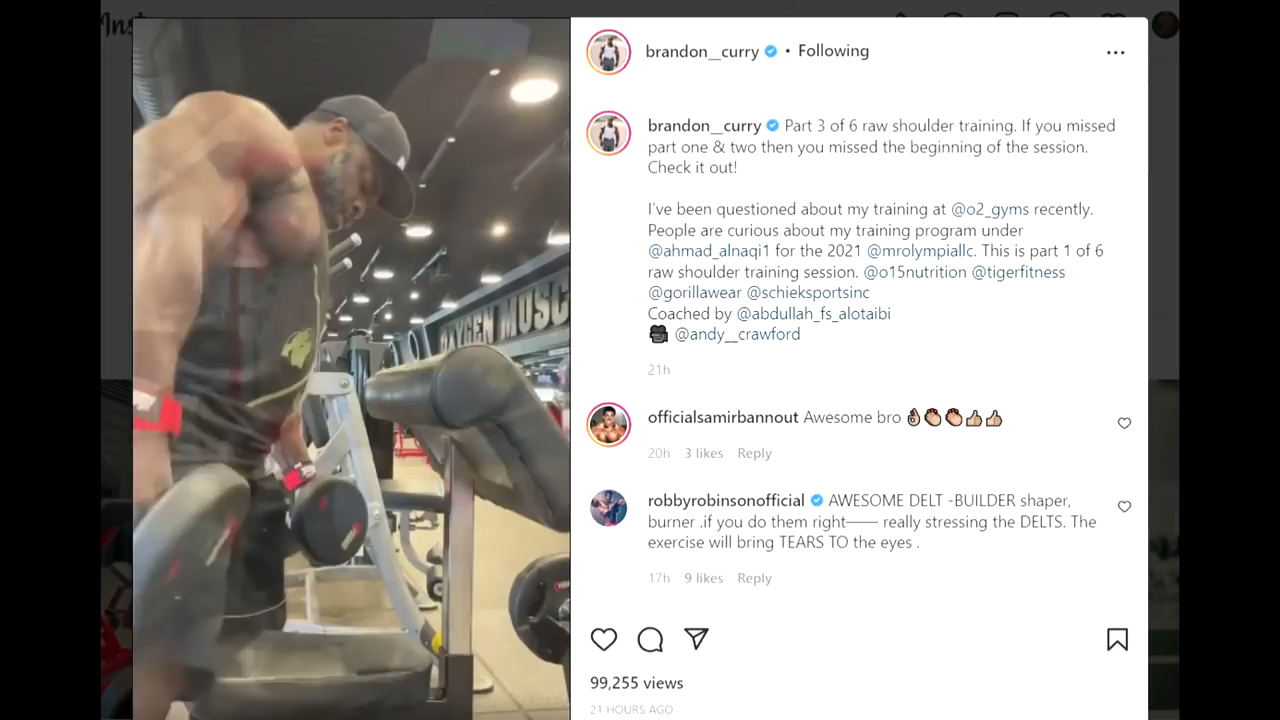 Inst
brandon__curry • Following
brandon__curry Part 3 of 6 raw shoulder training. If you missed
part one & two then you missed the beginning of the session.
Check it out!
I've been questioned about my training at @o2_gyms recently.
People are curious about my training program under
@ahmad_alnaqi1 for the 2021 @mrolympiallc. This is part 1 of 6
raw shoulder training session. @o15nutrition @tigerfitness
@gorillawear @schieksportsinc
Coached by @abdullah_fs_alotaibi
🎥 @andy__crawford
21h
officialsamirbannout Awesome bro 👌🏼👏🏼👏🏼👍🏼👍🏼
20h 3 likes Reply
robbyrobinsonofficial AWESOME DELT -BUILDER shaper,
burner .if you do them right—— really stressing the DELTS. The
exercise will bring TEARS TO the eyes .
17h 9 likes Reply
99,255 views
21 HOURS AGO
OXYGEN MUSC